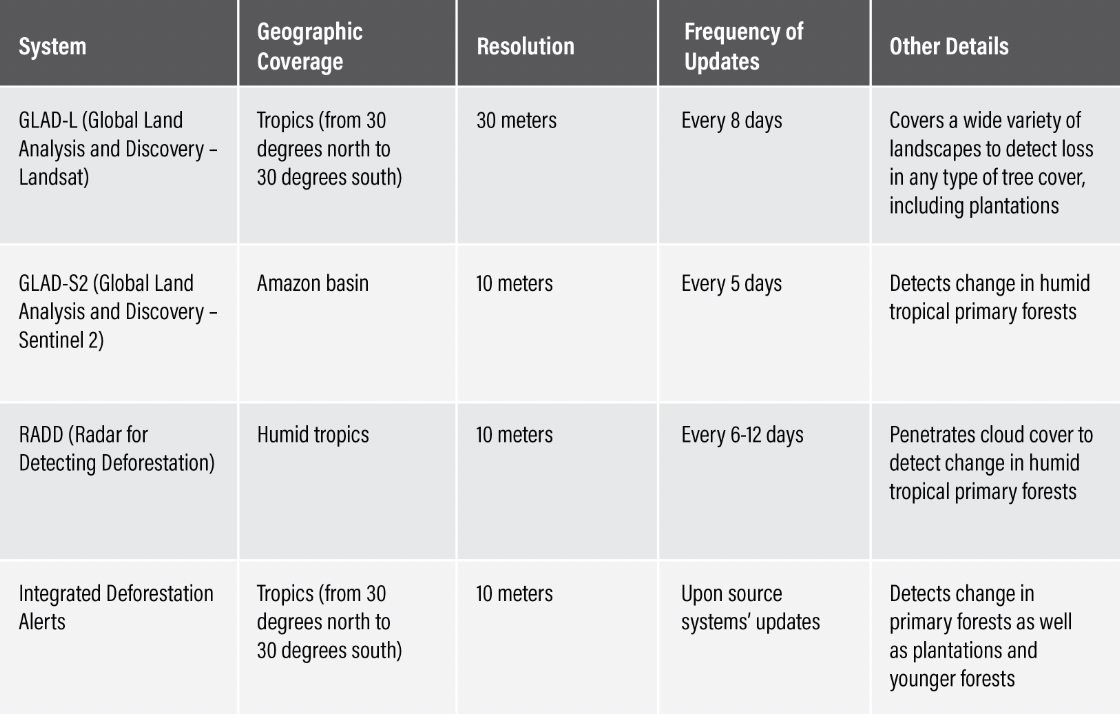 System
Geographic
Coverage
Resolution
Frequency of
Updates
Other Details
GLAD-L (Global Land
Analysis and Discovery –
Landsat)
Tropics (from 30
degrees north to
30 degrees south)
30 meters
Every 8 days
Covers a wide variety of
landscapes to detect loss
in any type of tree cover,
including plantations
GLAD-S2 (Global Land
Analysis and Discovery –
Sentinel 2)
Amazon basin
10 meters
Every 5 days
Detects change in humid
tropical primary forests
RADD (Radar for
Detecting Deforestation)
Humid tropics
10 meters
Every 6-12 days
Penetrates cloud cover to
detect change in humid
tropical primary forests
Integrated Deforestation
Alerts
Tropics (from 30
degrees north to
30 degrees south)
10 meters
Upon source
systems’ updates
Detects change in
primary forests as well
as plantations and
younger forests